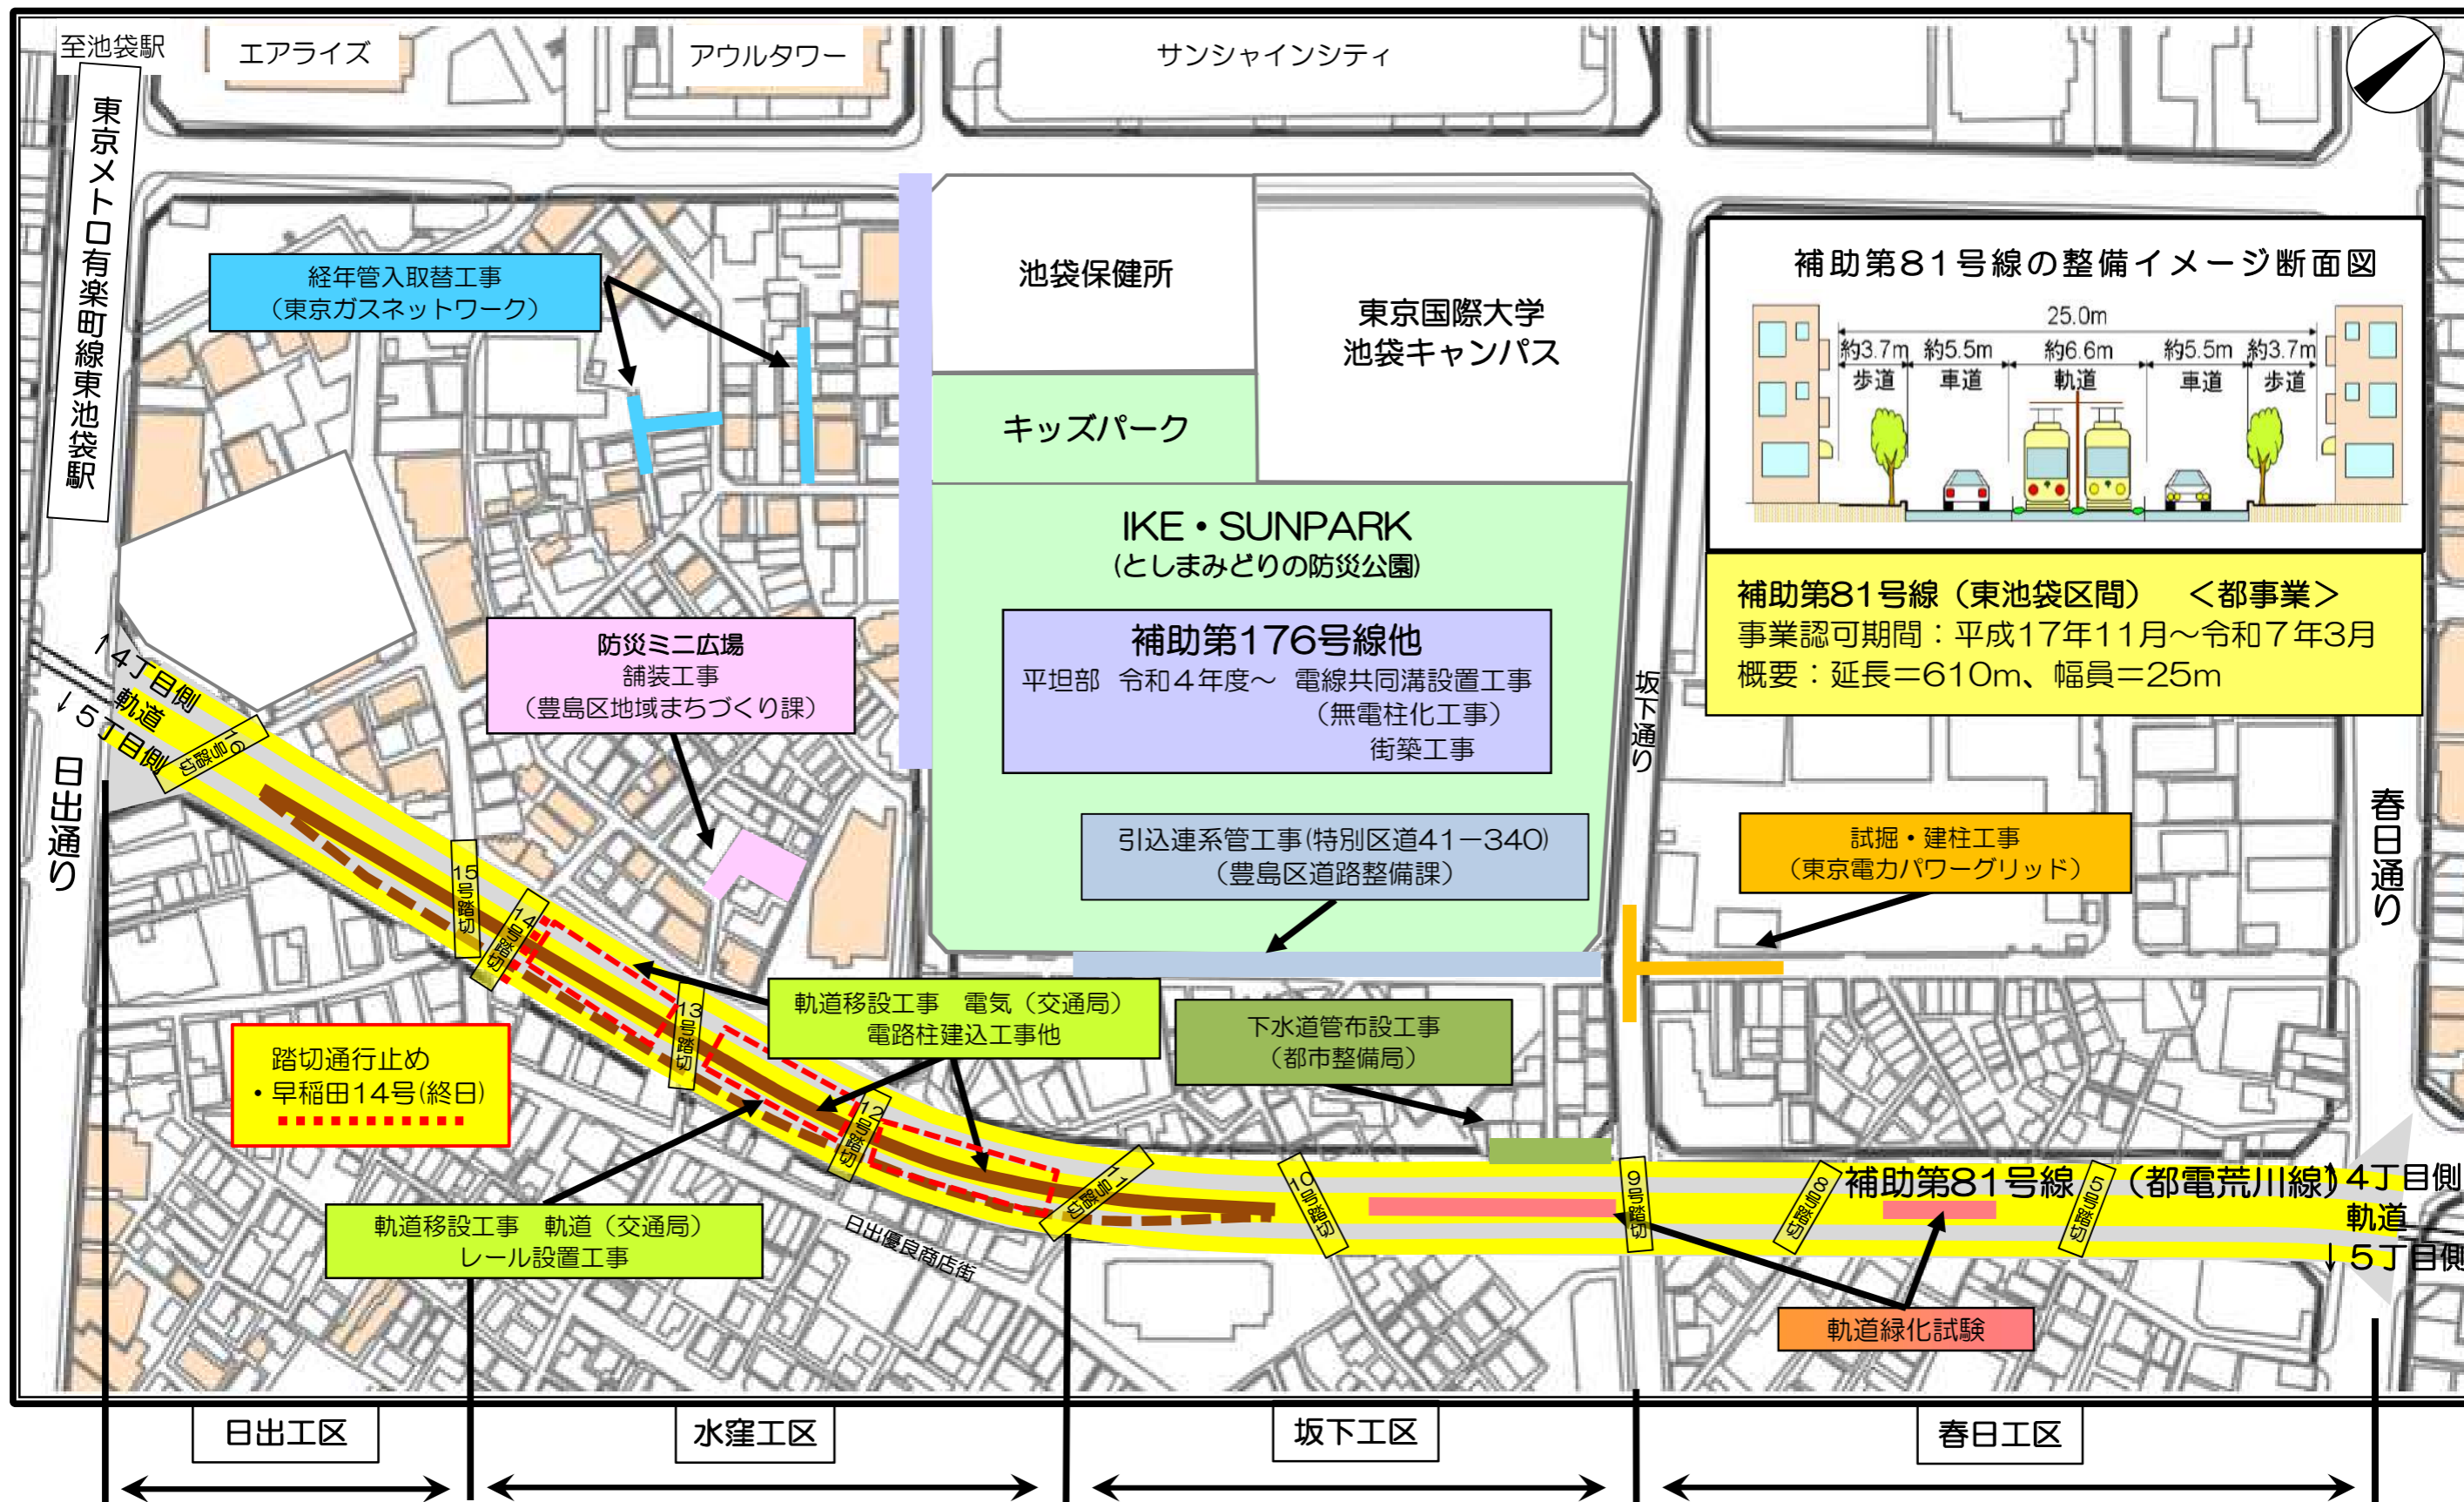 至池袋駅
エアライズ
アウルタワー
サンシャインシティ
東京メトロ有楽町線東池袋駅
経年管入取替工事
（東京ガスネットワーク）
池袋保健所
東京国際大学
池袋キャンパス
キッズパーク
IKE・SUNPARK
(としまみどりの防災公園)
補助第176号線他
平坦部 令和４年度～ 電線共同溝設置工事
（無電柱化工事）
街築工事
補助第81号線の整備イメージ断面図
25.0m
約3.7m 約5.5m 約6.6m 約5.5m 約3.7m
歩道 車道 軌道 車道 歩道
補助第81号線（東池袋区間） ＜都事業＞
事業認可期間：平成17年11月～令和７年3月
概要：延長＝610m、幅員＝25m
防災ミニ広場
舗装工事
（豊島区地域まちづくり課）
坂下通り
↑4丁目側
軌道
↓5丁目側
16号踏切
日出通り
引込連系管工事(特別区道41－340)
（豊島区道路整備課）
試掘・建柱工事
（東京電力パワーグリッド）
春日通り
15号踏切
14号踏切
13号踏切
12号踏切
11号踏切
10号踏切
9号踏切
8号踏切
5号踏切
軌道移設工事 電気（交通局）
電路柱建込工事他
下水道管布設工事
（都市整備局）
踏切通行止め
・早稲田14号(終日)
軌道移設工事 軌道（交通局）
レール設置工事
日出優良商店街
補助第81号線 （都電荒川線）
↑4丁目側
軌道
↓5丁目側
軌道緑化試験
日出工区
水窪工区
坂下工区
春日工区